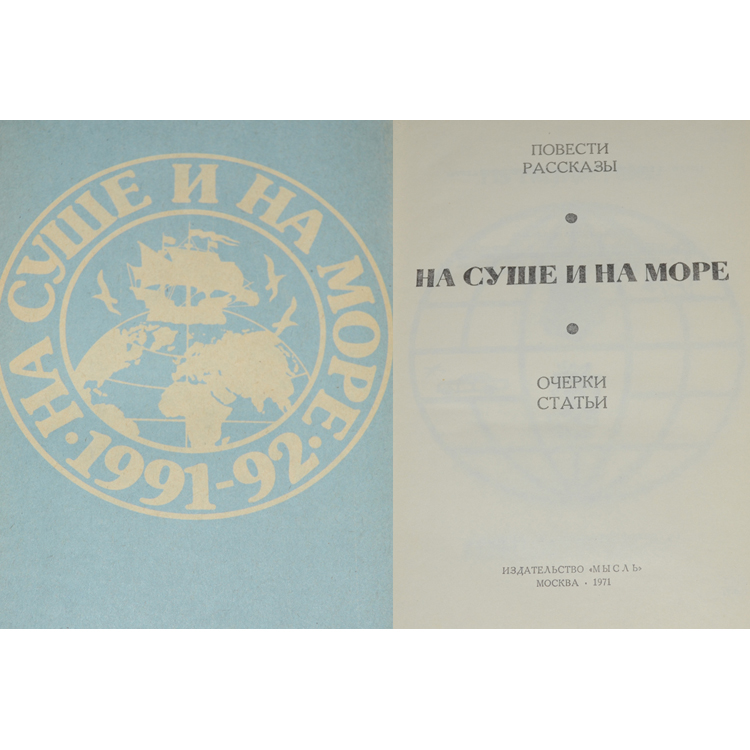 НА СУШЕ И НА МОРЕ
· 1991-92 ·
ПОВЕСТИ
РАССКАЗЫ
НА СУШЕ И НА МОРЕ
ОЧЕРКИ
СТАТЬИ
ИЗДАТЕЛЬСТВО «МЫСЛЬ»
МОСКВА · 1971